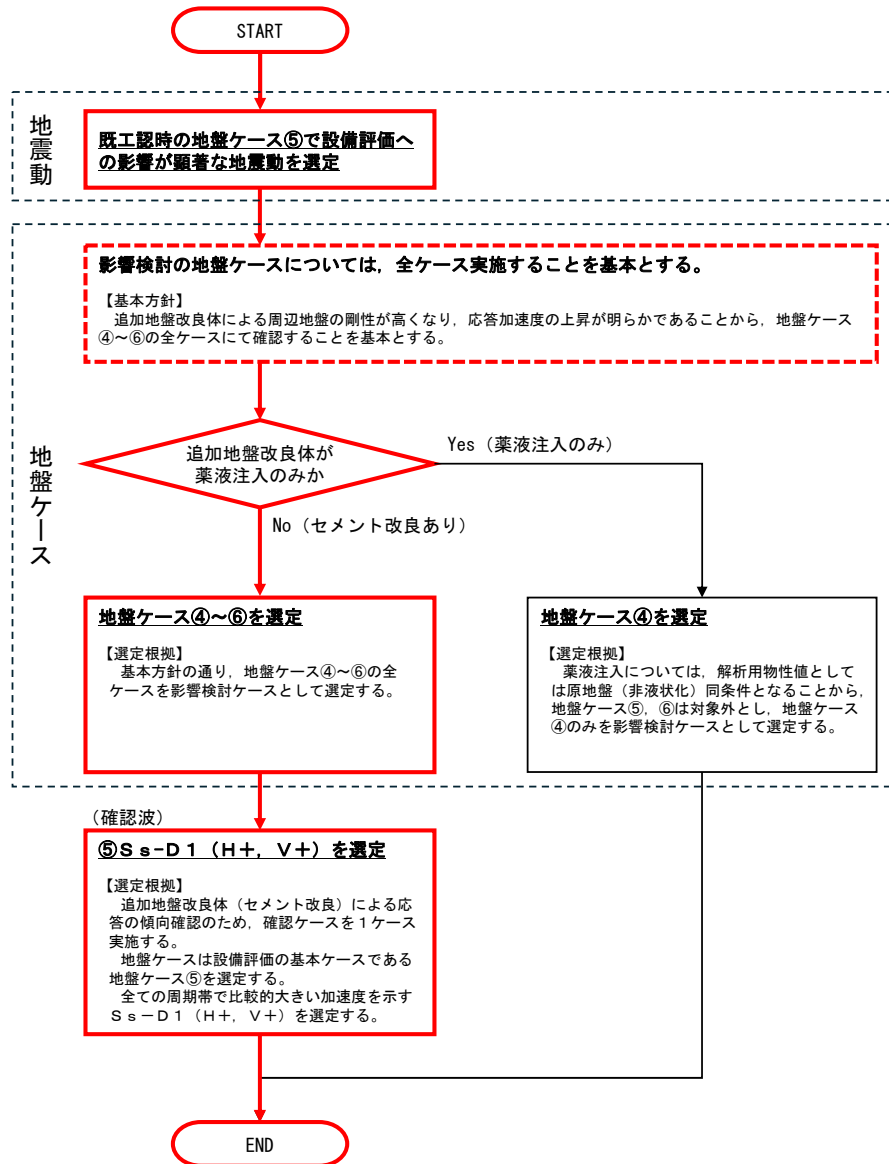 START
地震動
既工認時の地盤ケース⑤で設備評価へ
の影響が顕著な地震動を選定
地盤ケース
影響検討の地盤ケースについては，全ケース実施することを基本とする。
【基本方針】
追加地盤改良体による周辺地盤の剛性が高くなり，応答加速度の上昇が明らかであることから，地盤ケース
④～⑥の全ケースにて確認することを基本とする。
追加地盤改良体が
薬液注入のみか
Yes（薬液注入のみ）
No（セメント改良あり）
地盤ケース④～⑥を選定
【選定根拠】
基本方針の通り，地盤ケース④～⑥の全
ケースを影響検討ケースとして選定する。
地盤ケース④を選定
【選定根拠】
薬液注入については，解析用物性値として
は原地盤（非液状化）同条件となることから，
地盤ケース⑤，⑥は対象外とし，地盤ケース
④のみを影響検討ケースとして選定する。
（確認波）
⑤Ｓｓ-Ｄ１（Ｈ＋，Ｖ＋）を選定
【選定根拠】
追加地盤改良体（セメント改良）による応
答の傾向確認のため，確認ケースを１ケース
実施する。
地盤ケースは設備評価の基本ケースである
地盤ケース⑤を選定する。
全ての周期帯で比較的大きい加速度を示す
Ｓｓ－Ｄ１（Ｈ＋，Ｖ＋）を選定する。
END